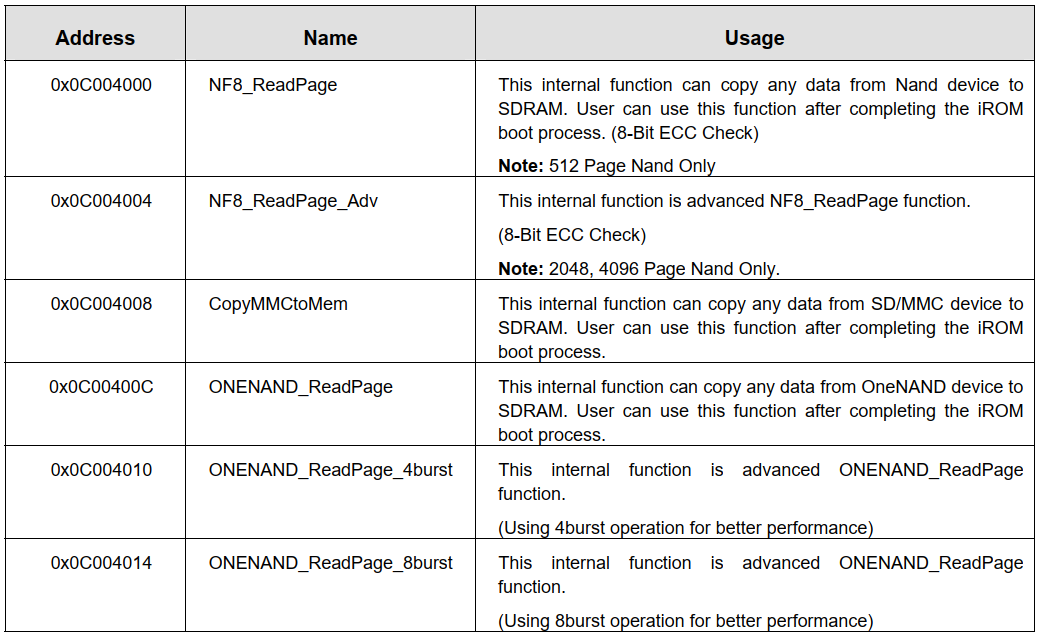 Address Name Usage
0x0C004000 NF8_ReadPage This internal function can copy any data from Nand device to
SDRAM. User can use this function after completing the iROM
boot process. (8-Bit ECC Check)
Note: 512 Page Nand Only
0x0C004004 NF8_ReadPage_Adv This internal function is advanced NF8_ReadPage function.
(8-Bit ECC Check)
Note: 2048, 4096 Page Nand Only.
0x0C004008 CopyMMCtoMem This internal function can copy any data from SD/MMC device to
SDRAM. User can use this function after completing the iROM
boot process.
0x0C00400C ONENAND_ReadPage This internal function can copy any data from OneNAND device to
SDRAM. User can use this function after completing the iROM
boot process.
0x0C004010 ONENAND_ReadPage_4burst This internal function is advanced ONENAND_ReadPage
function.
(Using 4burst operation for better performance)
0x0C004014 ONENAND_ReadPage_8burst This internal function is advanced ONENAND_ReadPage
function.
(Using 8burst operation for better performance)